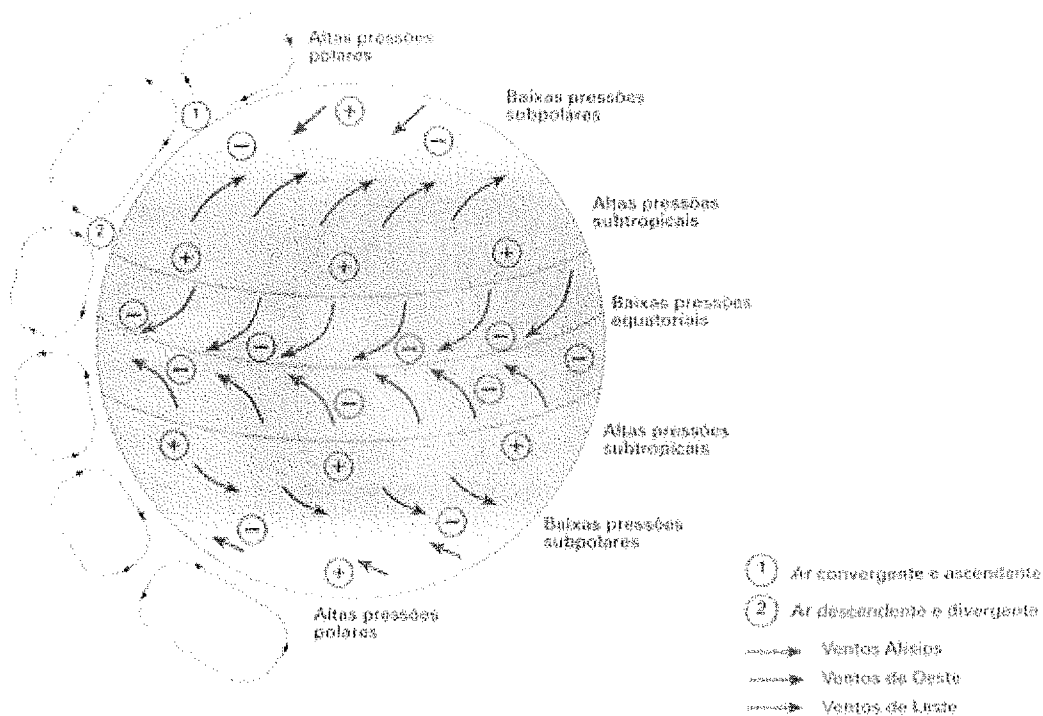 Altas pressões
polares
Baixas pressões
subpolares
1
Altas pressões
subtropicais
2
Baixas pressões
equatoriais
Altas pressões
subtropicais
Baixas pressões
subpolares
Altas pressões
polares
1 Ar convergente e ascendente
2 Ar descendente e divergente
Ventos Alísios
Ventos de Oeste
Ventos de Leste